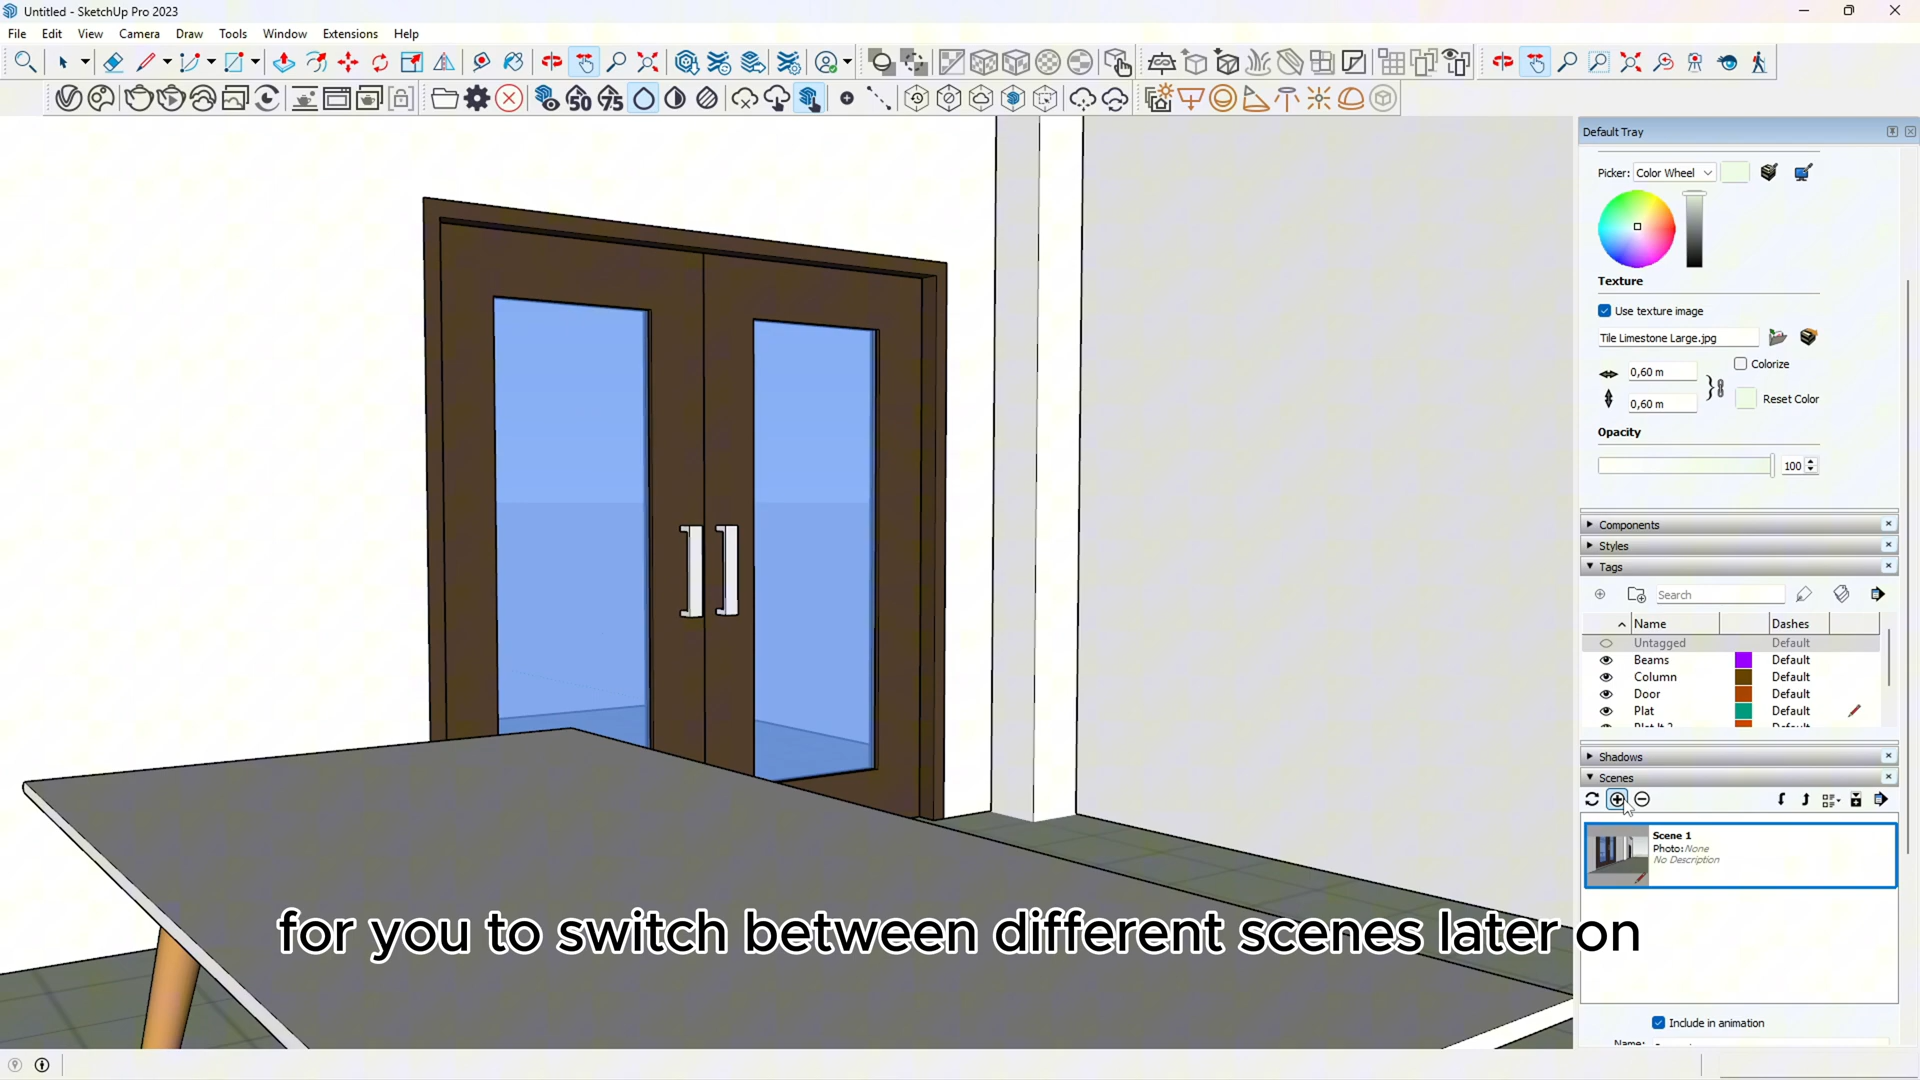 Untitled - SketchUp Pro 2023
File Edit View Camera Draw Tools Window Extensions Help
50 75
Default Tray
Picker: Color Wheel
Texture
Use texture image
Tile Limestone Large.jpg
Colorize
0,60 m
0,60 m
Reset Color
Opacity
100
Components
Styles
Tags
Search
Name Dashes
Untagged Default
Beams Default
Column Default
Door Default
Plat Default
Shadows
Scenes
Scene 1
Photo: None
No Description
for you to switch between different scenes later on
Include in animation
Name: